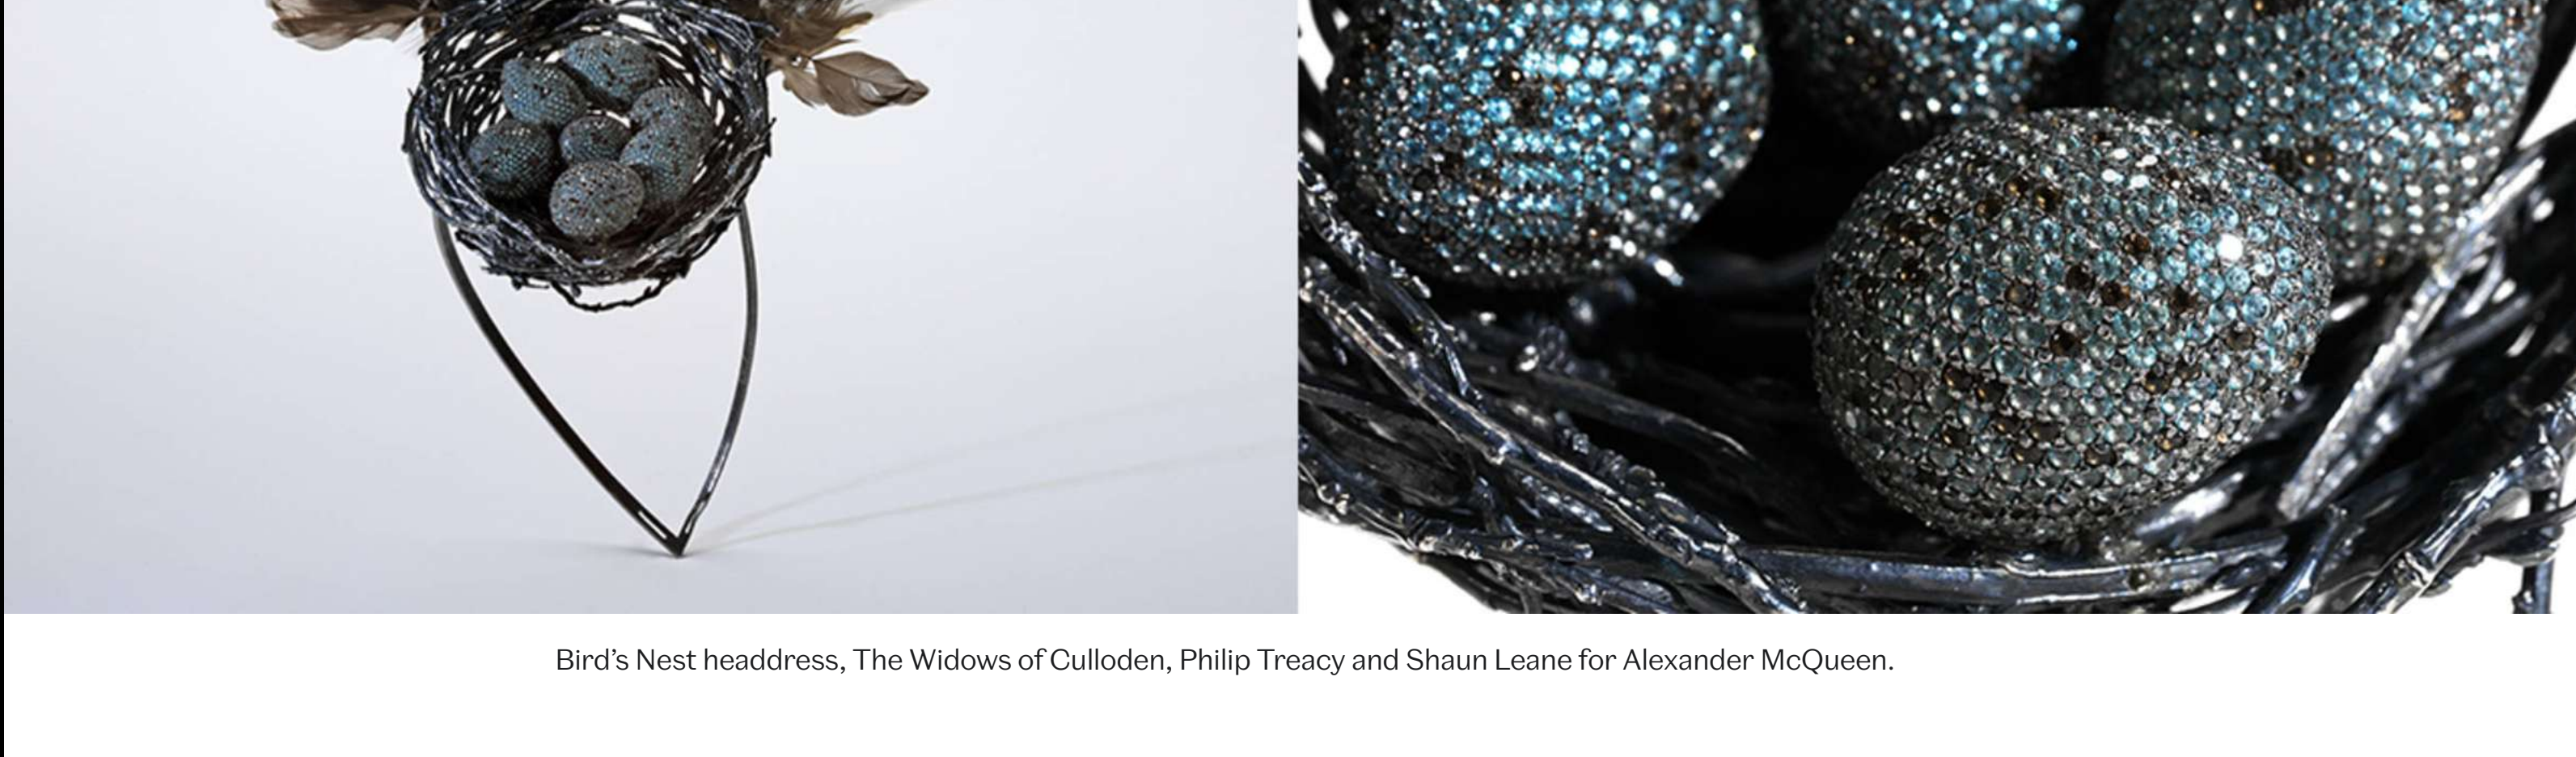 Bird’s Nest headdress, The Widows of Culloden, Philip Treacy and Shaun Leane for Alexander McQueen.